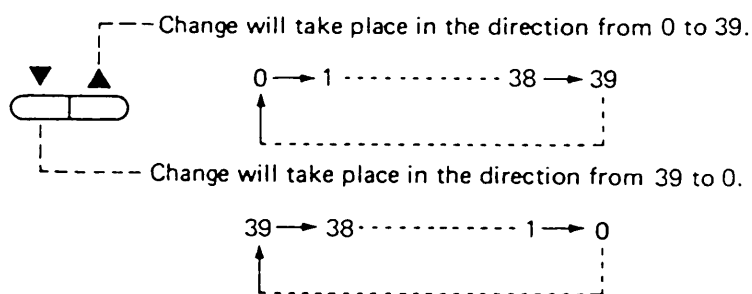 Change will take place in the direction from 0 to 39.
0 → 1 ----------- 38 → 39
Change will take place in the direction from 39 to 0.
39 → 38 ----------- 1 → 0